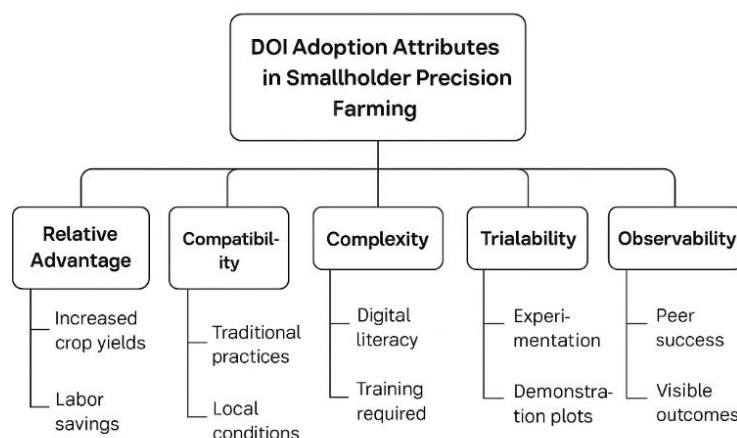 DOI Adoption Attributes
in Smallholder Precision
Farming
Relative
Advantage
Increased
crop yields
Labor
savings
Compatibil-
ity
Traditional
practices
Local
conditions
Complexity
Digital
literacy
Training
required
Trialability
Experi-
mentation
Demonstra-
tion plots
Observability
Peer
success
Visible
outcomes